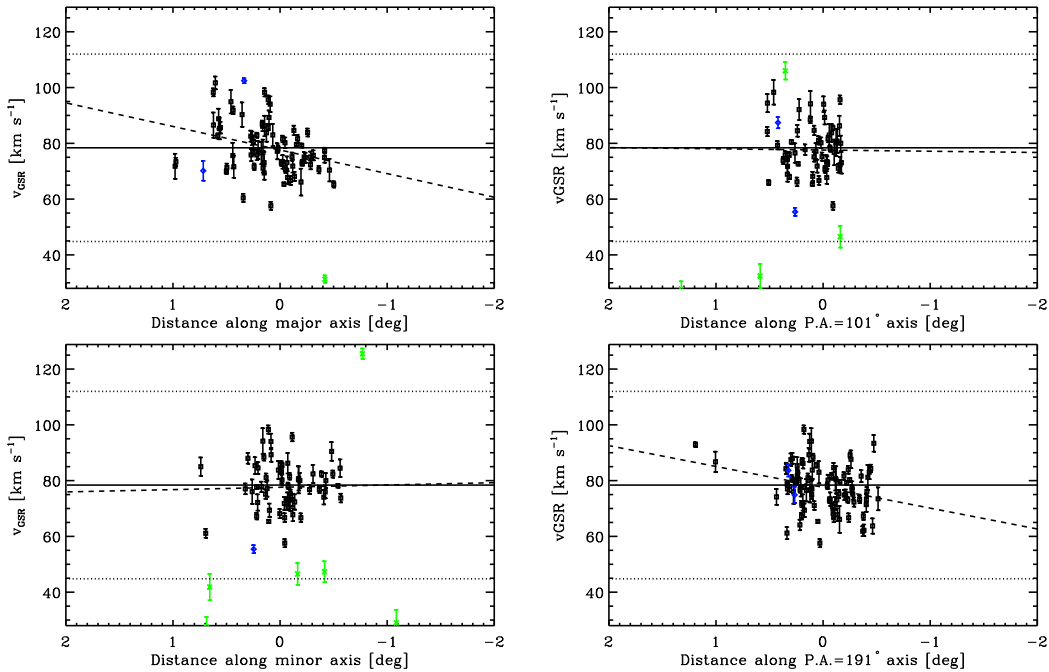 120
100
80
60
40
v_GSR [km s⁻¹]
2 1 0 −1 −2
Distance along major axis [deg]
120
100
80
60
40
vGSR [km s⁻¹]
2 1 0 −1 −2
Distance along P.A.=101° axis [deg]
120
100
80
60
40
v_GSR [km s⁻¹]
2 1 0 −1 −2
Distance along minor axis [deg]
120
100
80
60
40
vGSR [km s⁻¹]
2 1 0 −1 −2
Distance along P.A.=191° axis [deg]